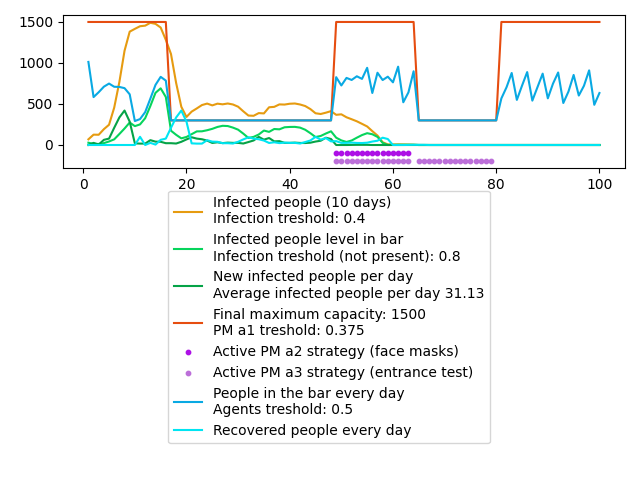 1500
1000
500
0
0
20
40
60
80
100
Infected people (10 days)
Infection treshold: 0.4
Infected people level in bar
Infection treshold (not present): 0.8
New infected people per day
Average infected people per day 31.13
Final maximum capacity: 1500
PM a1 treshold: 0.375
Active PM a2 strategy (face masks)
Active PM a3 strategy (entrance test)
People in the bar every day
Agents treshold: 0.5
Recovered people every day